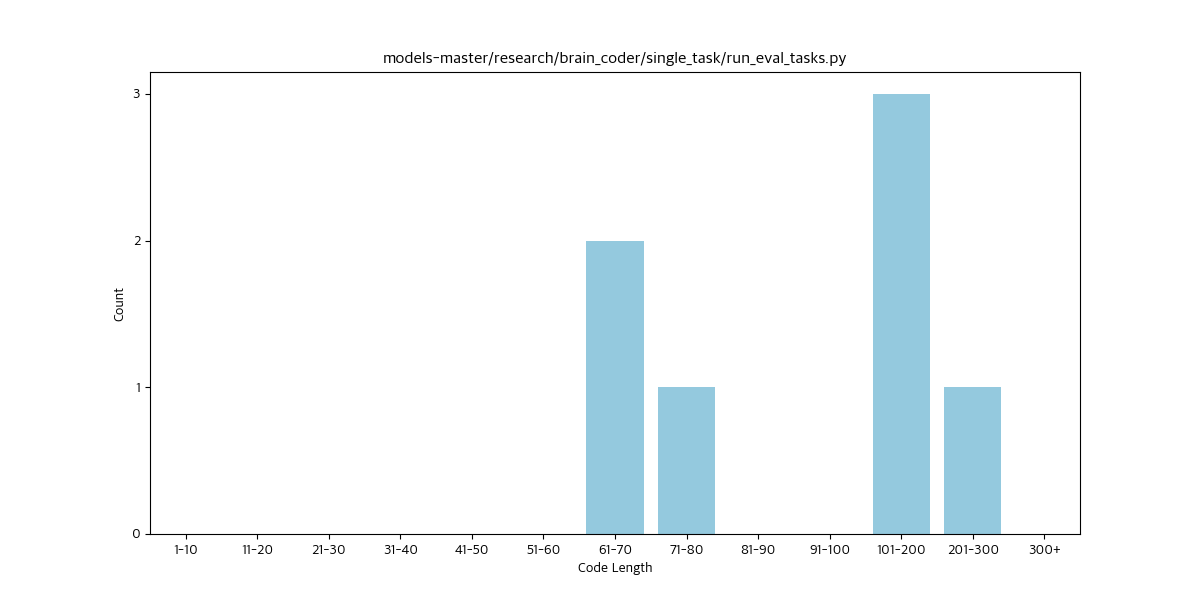 models-master/research/brain_coder/single_task/run_eval_tasks.py
3
2
1
0
Count
1-10 11-20 21-30 31-40 41-50 51-60 61-70 71-80 81-90 91-100 101-200 201-300 300+
Code Length